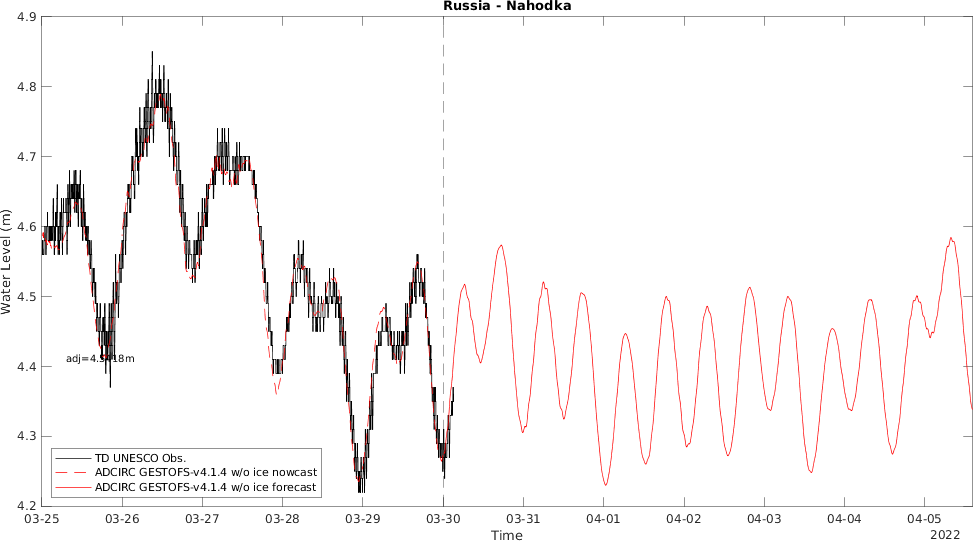 Russia - Nahodka
4.9
4.8
4.7
4.6
4.5
4.4
4.3
4.2
Water Level (m)
TD UNESCO Obs.
ADCIRC GESTOFS-v4.1.4 w/o ice nowcast
ADCIRC GESTOFS-v4.1.4 w/o ice forecast
03-25 03-26 03-27 03-28 03-29 03-30 03-31 04-01 04-02 04-03 04-04 04-05
Time
2022